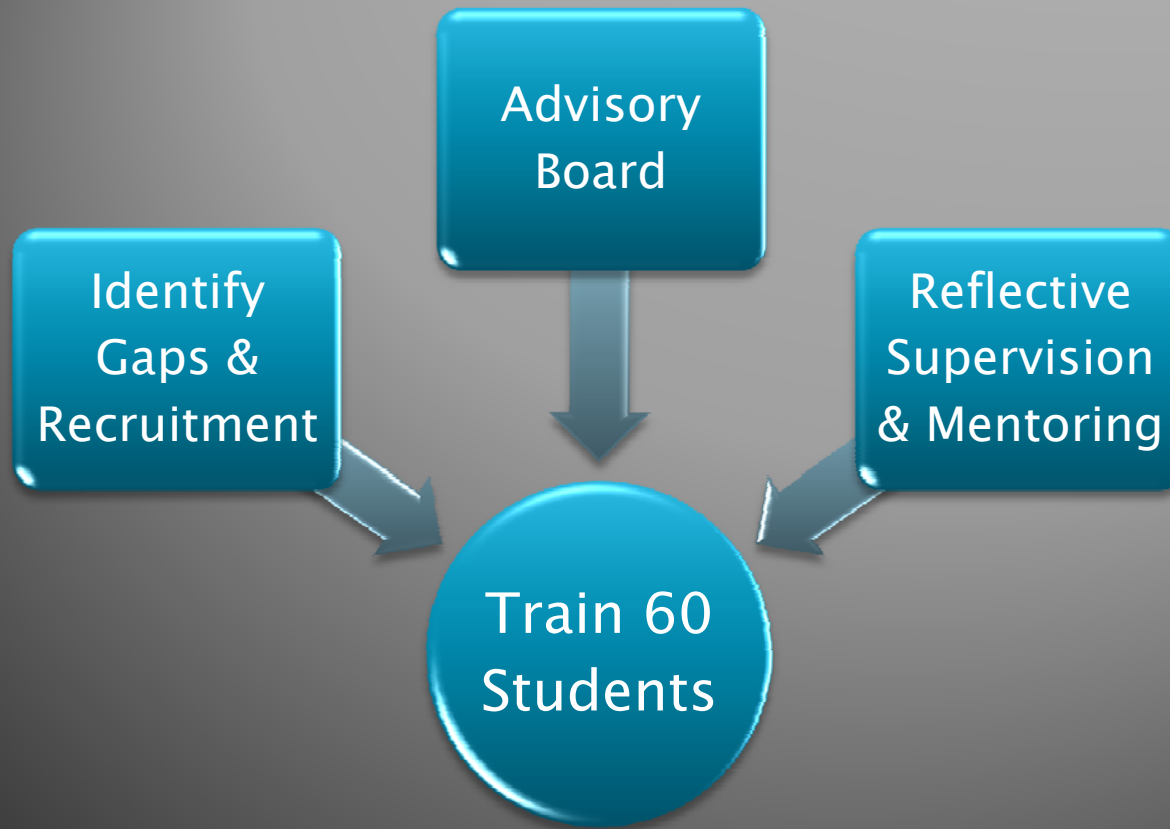 Advisory
Board
Identify
Gaps &
Recruitment
Reflective
Supervision
& Mentoring
Train 60
Students